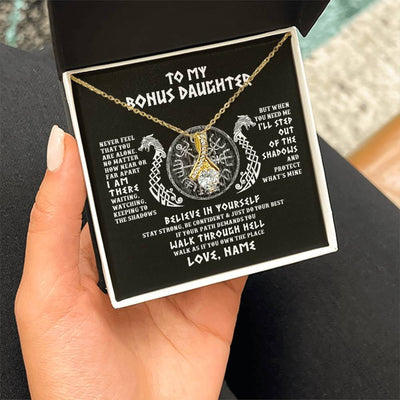 TO MY
BONUS DAUGHTER
NEVER FEEL
THAT YOU
ARE ALONE.
NO MATTER
HOW NEAR OR
FAR APART
I AM
THERE
WAITING,
WATCHING,
KEEPING TO
THE SHADOWS
BUT WHEN
YOU NEED ME
I'LL STEP
OUT
OF THE
SHADOWS
AND
PROTECT
WHAT'S MINE
BELIEVE IN YOURSELF
STAY STRONG, BE CONFIDENT & JUST DO YOUR BEST
IF YOUR PATH DEMANDS YOU
WALK THROUGH HELL
WALK AS IF YOU OWN THE PLACE
LOVE, NAME